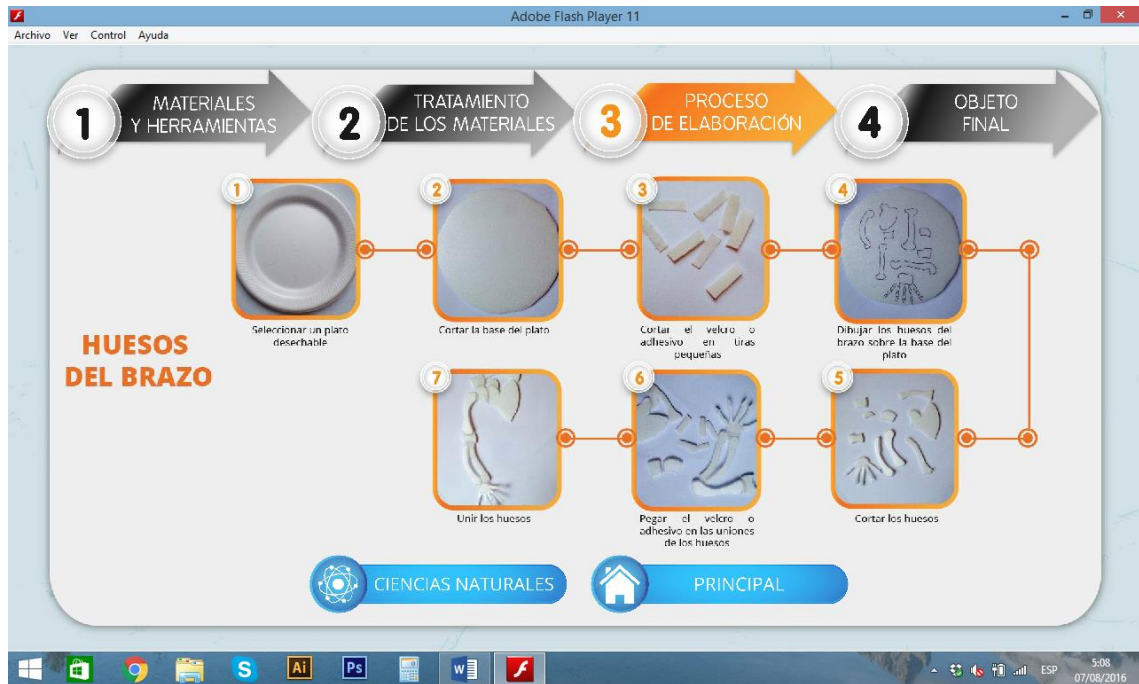 Adobe Flash Player 11
Archivo Ver Control Ayuda
1
MATERIALES
Y HERRAMIENTAS
2
TRATAMIENTO
DE LOS MATERIALES
3
PROCESO
DE ELABORACIÓN
4
OBJETO
FINAL
1
Seleccionar un plato
desechable
2
Cortar la base del plato
3
Cortar el velcro o
adhesivo en tiras
pequeñas
4
Dibujar los huesos del
brazo sobre la base del
plato
HUESOS
DEL BRAZO
7
Unir los huesos
6
Pegar el velcro o
adhesivo en las uniones
de los huesos
5
Cortar los huesos
CIENCIAS NATURALES
PRINCIPAL
S
Ai
Ps
W
ESP
5:08
07/08/2016